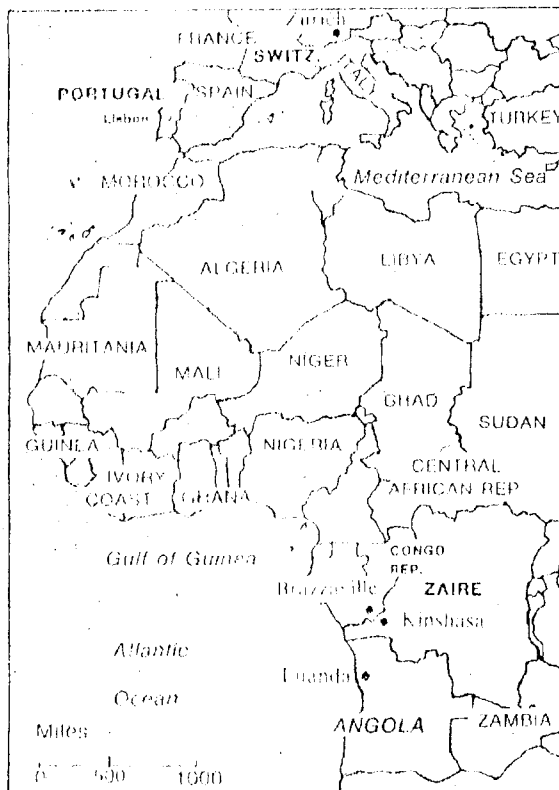 Zurich
FRANCE
SWITZ.
PORTUGAL
SPAIN
Lisbon
TURKEY
MOROCCO
Mediterranean Sea
ALGERIA
LIBYA
EGYPT
MAURITANIA
MALI
NIGER
CHAD
SUDAN
GUINEA
IVORY
COAST
GHANA
NIGERIA
CENTRAL
AFRICAN REP
Gulf of Guinea
CONGO
REP.
Brazzaville
ZAIRE
Kinshasa
Atlantic
Ocean
Luanda
ANGOLA
ZAMBIA
Miles
0 500 1000